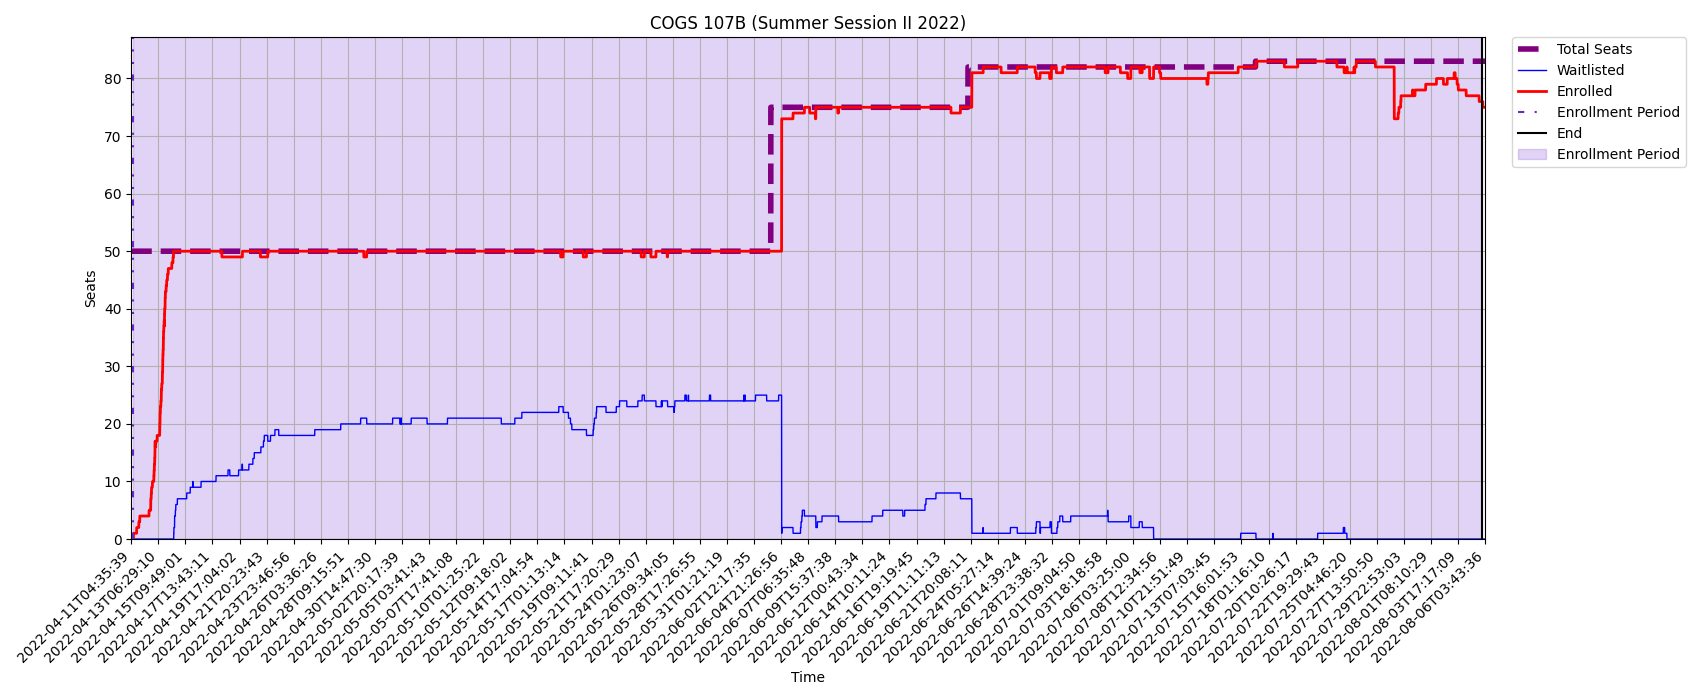 COGS 107B (Summer Session II 2022)
Total Seats
Waitlisted
Enrolled
Enrollment Period
End
Enrollment Period
Seats
80
70
60
50
40
30
20
10
0
2022-04-11T04:35:39
2022-04-13T06:29:10
2022-04-15T09:49:01
2022-04-17T13:43:11
2022-04-19T17:04:02
2022-04-21T20:23:43
2022-04-23T23:46:56
2022-04-26T03:36:26
2022-04-28T09:15:51
2022-04-30T14:47:30
2022-05-02T20:17:39
2022-05-05T03:41:43
2022-05-07T17:41:08
2022-05-10T01:25:22
2022-05-12T09:18:02
2022-05-14T17:04:54
2022-05-17T01:13:14
2022-05-19T09:11:41
2022-05-21T17:20:29
2022-05-24T01:23:07
2022-05-26T09:34:05
2022-05-28T17:26:55
2022-05-31T01:21:19
2022-06-02T12:17:35
2022-06-04T21:26:56
2022-06-07T06:35:48
2022-06-09T15:37:38
2022-06-12T00:43:34
2022-06-14T10:11:24
2022-06-16T19:19:45
2022-06-19T11:11:13
2022-06-21T20:08:11
2022-06-24T05:27:14
2022-06-26T14:39:24
2022-06-28T23:38:32
2022-07-01T09:04:50
2022-07-03T18:18:58
2022-07-06T03:25:00
2022-07-08T12:34:56
2022-07-10T21:51:49
2022-07-13T07:03:45
2022-07-15T16:01:53
2022-07-18T01:16:10
2022-07-20T10:26:17
2022-07-22T19:29:43
2022-07-25T04:46:20
2022-07-27T13:50:50
2022-07-29T22:53:03
2022-08-01T08:10:29
2022-08-03T17:17:09
2022-08-06T03:43:36
Time